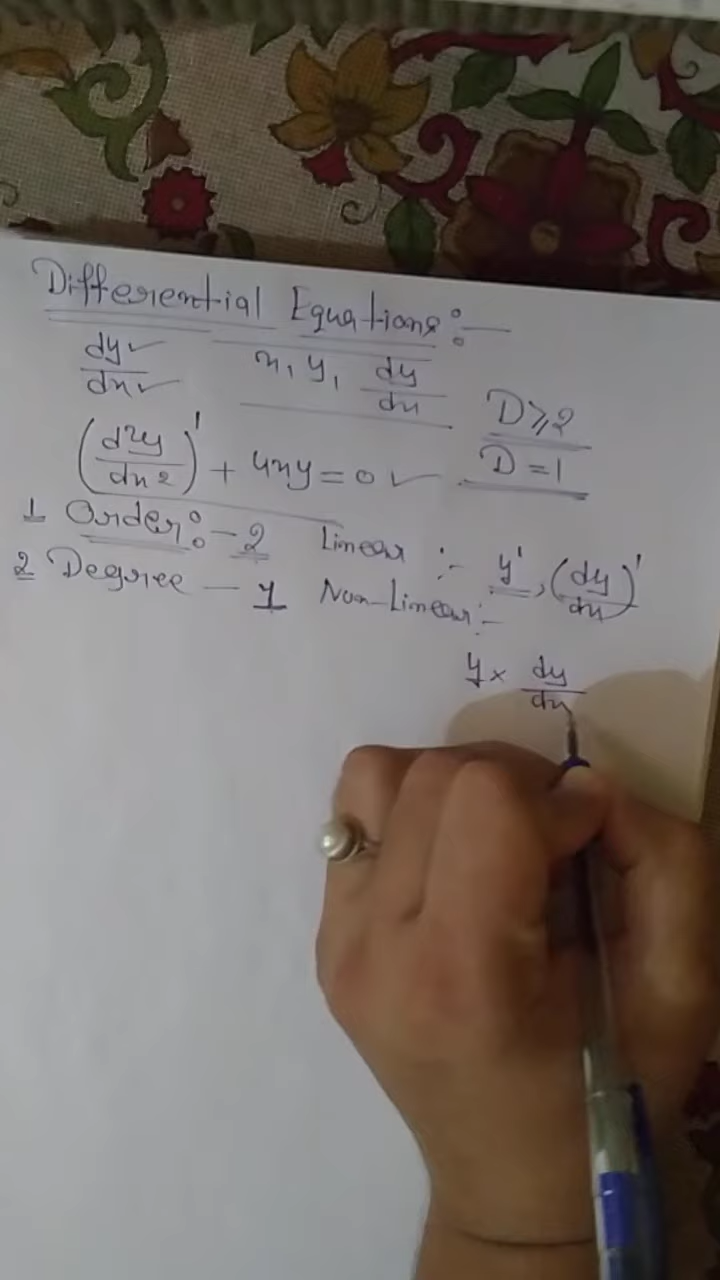 Differential Equations:-
dy/dx ✓ x, y, dy/dx
D ≥ 2
(d²y/dx²)¹ + 4xy = 0 ✓ D = 1
1 Order:- 2 Linear :- y¹, (dy/dx)¹
2 Degree - 1 Non-Linear:-
y × dy/dx